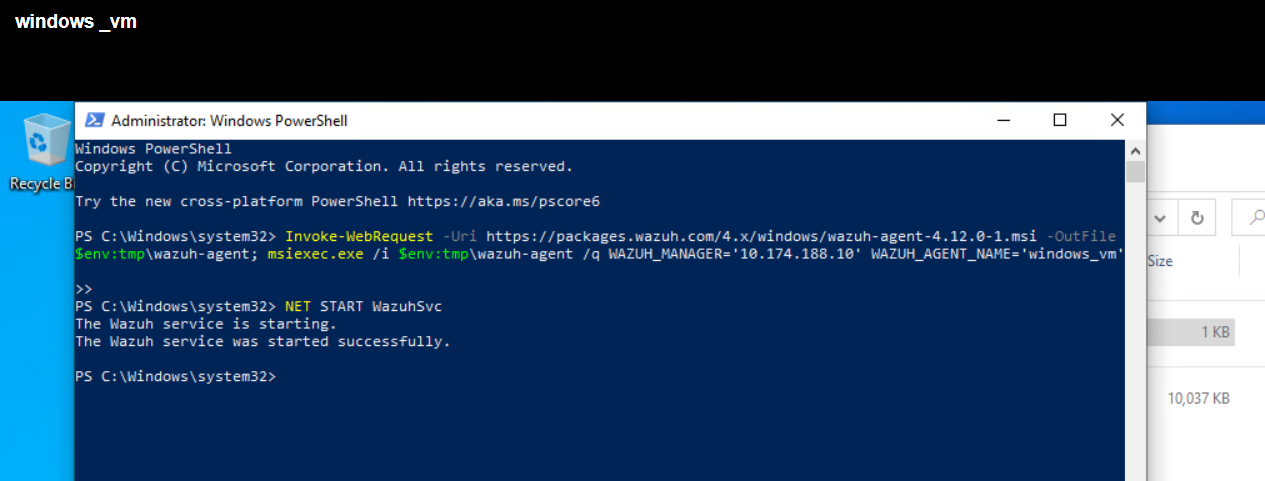 windows _vm
Administrator: Windows PowerShell
Recycle B
Windows PowerShell
Copyright (C) Microsoft Corporation. All rights reserved.
Try the new cross-platform PowerShell https://aka.ms/pscore6
PS C:\Windows\system32> Invoke-WebRequest -Uri https://packages.wazuh.com/4.x/windows/wazuh-agent-4.12.0-1.msi -OutFile
$env:tmp\wazuh-agent; msiexec.exe /i $env:tmp\wazuh-agent /q WAZUH_MANAGER='10.174.188.10' WAZUH_AGENT_NAME='windows_vm'
>>
PS C:\Windows\system32> NET START WazuhSvc
The Wazuh service is starting.
The Wazuh service was started successfully.
PS C:\Windows\system32>
Size
1 KB
10,037 KB